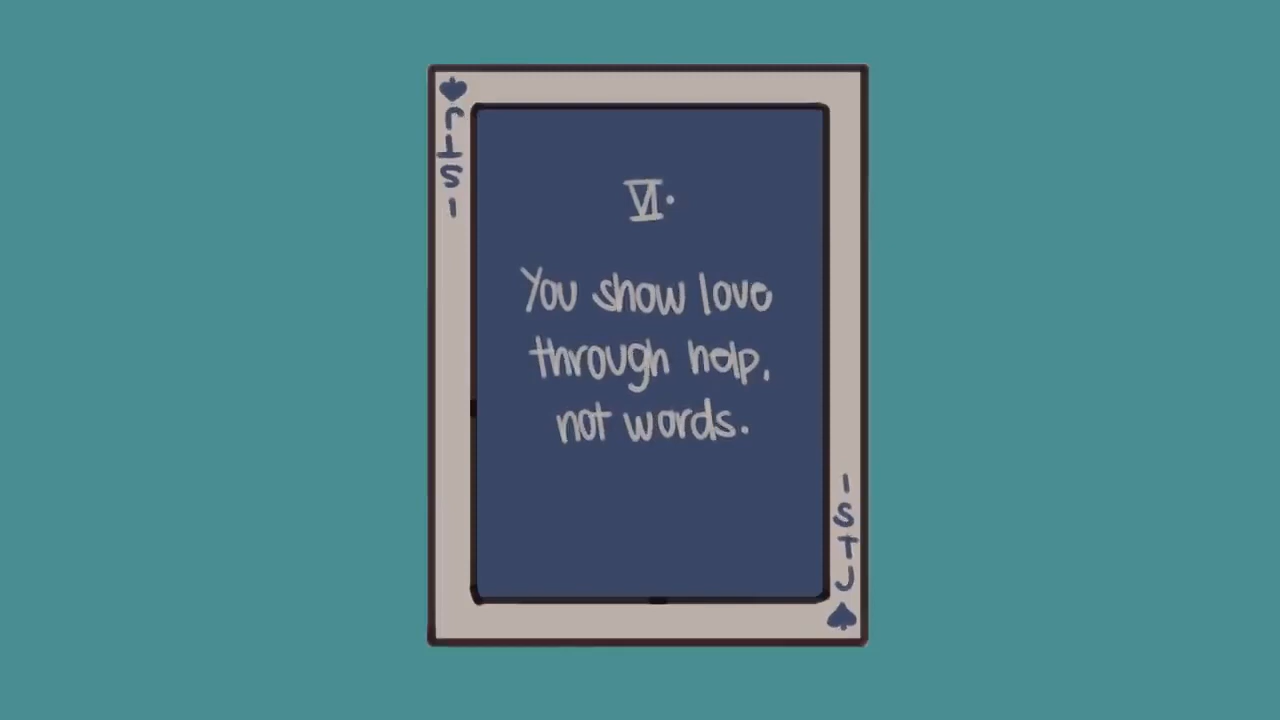 ISTJ
VI.
You show love
through help,
not words.
ISTJ